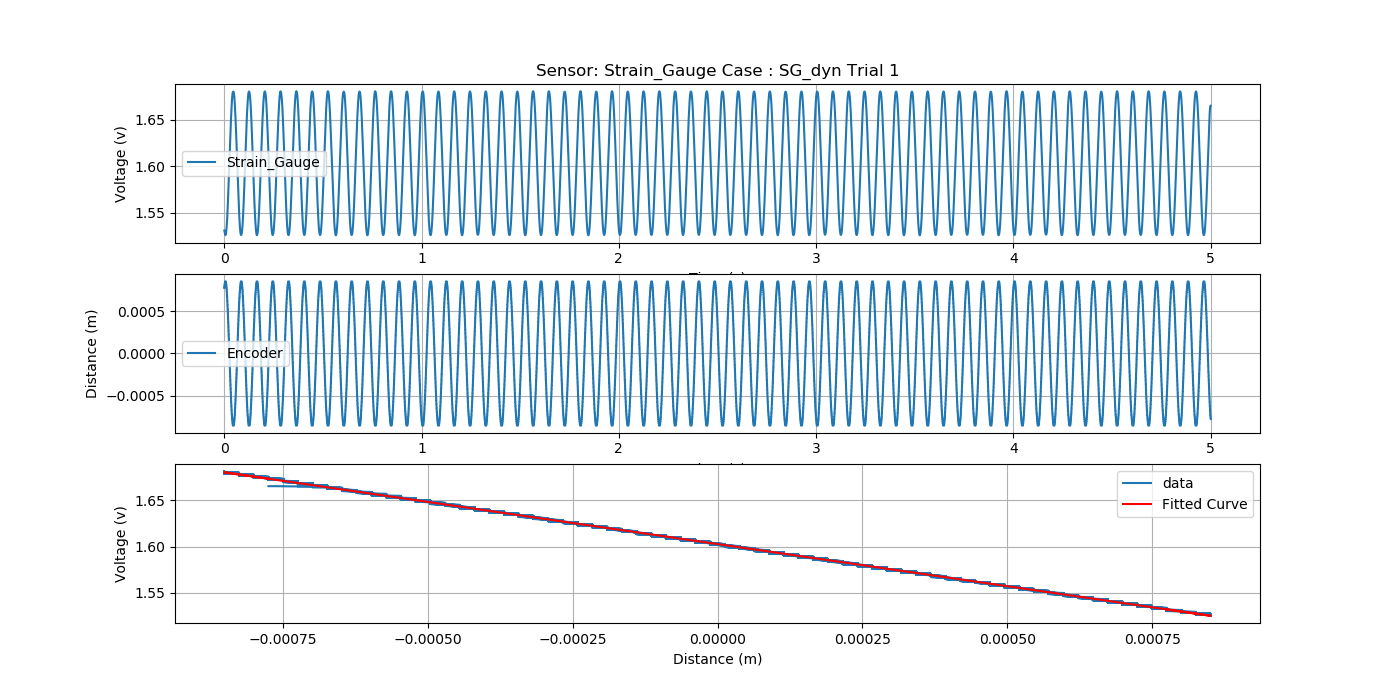 Sensor: Strain_Gauge Case : SG_dyn Trial 1
Voltage (v)
1.65
1.60
1.55
Strain_Gauge
0 1 2 3 4 5
Distance (m)
0.0005
0.0000
−0.0005
Encoder
0 1 2 3 4 5
Voltage (v)
1.65
1.60
1.55
data
Fitted Curve
−0.00075 −0.00050 −0.00025 0.00000 0.00025 0.00050 0.00075
Distance (m)